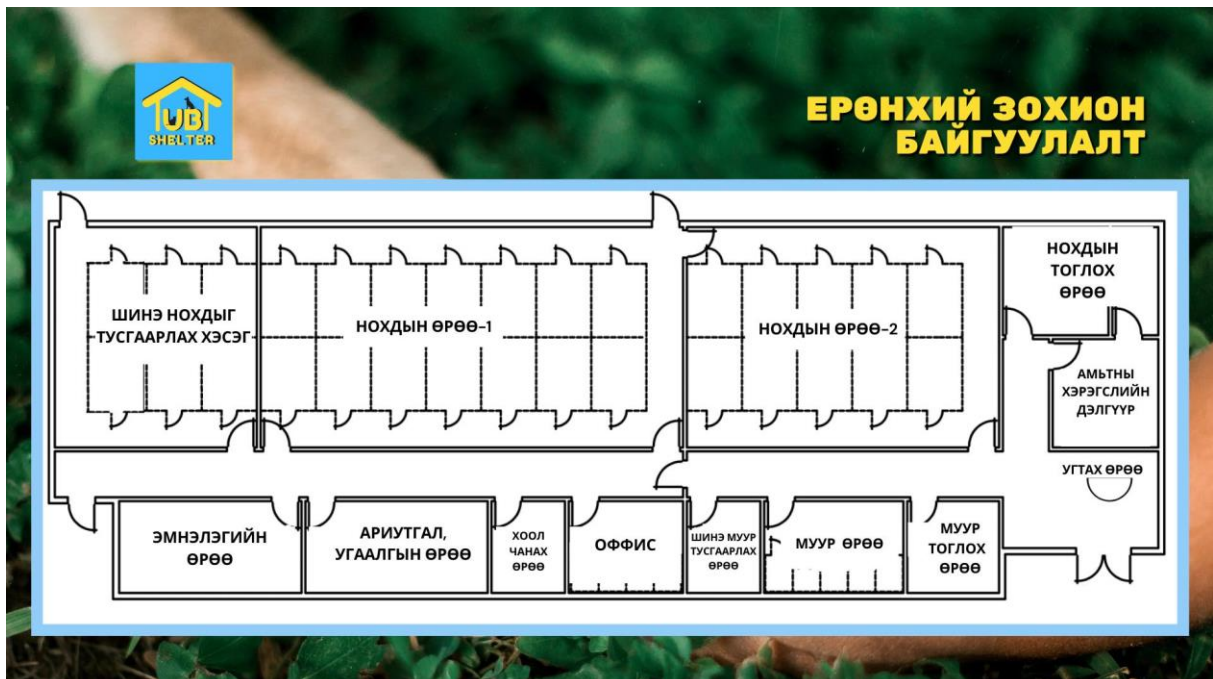 UB
SHELTER
ЕРӨНХИЙ ЗОХИОН
БАЙГУУЛАЛТ
ШИНЭ НОХДЫГ
ТУСГААРЛАХ ХЭСЭГ
НОХДЫН ӨРӨӨ-1
НОХДЫН ӨРӨӨ-2
НОХДЫН
ТОГЛОХ
ӨРӨӨ
АМЬТНЫ
ХЭРЭГСЛИЙН
ДЭЛГҮҮР
УГТАХ ӨРӨӨ
ЭМНЭЛЭГИЙН
ӨРӨӨ
АРИУТГАЛ,
УГААЛГЫН ӨРӨӨ
ХООЛ
ЧАНАХ
ӨРӨӨ
ОФФИС
ШИНЭ МУУР
ТУСГААРЛАХ
ӨРӨӨ
МУУР ӨРӨӨ
МУУР
ТОГЛОХ
ӨРӨӨ